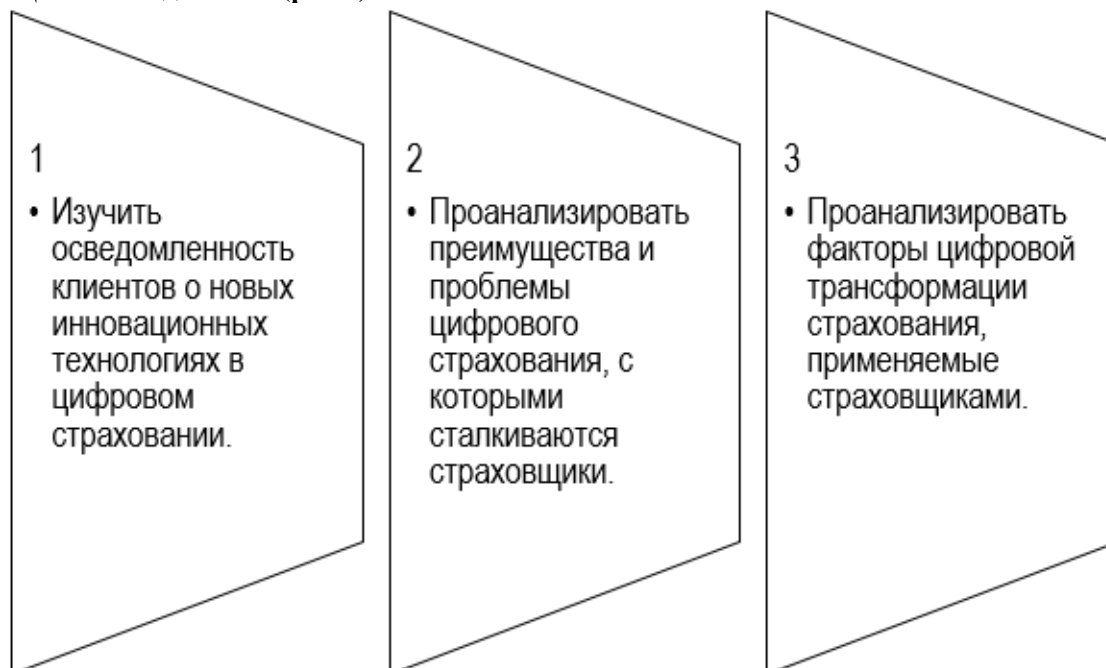 1
• Изучить
осведомленность
клиентов о новых
инновационных
технологиях в
цифровом
страховании.
2
• Проанализировать
преимущества и
проблемы
цифрового
страхования, с
которыми
сталкиваются
страховщики.
3
• Проанализировать
факторы цифровой
трансформации
страхования,
применяемые
страховщиками.